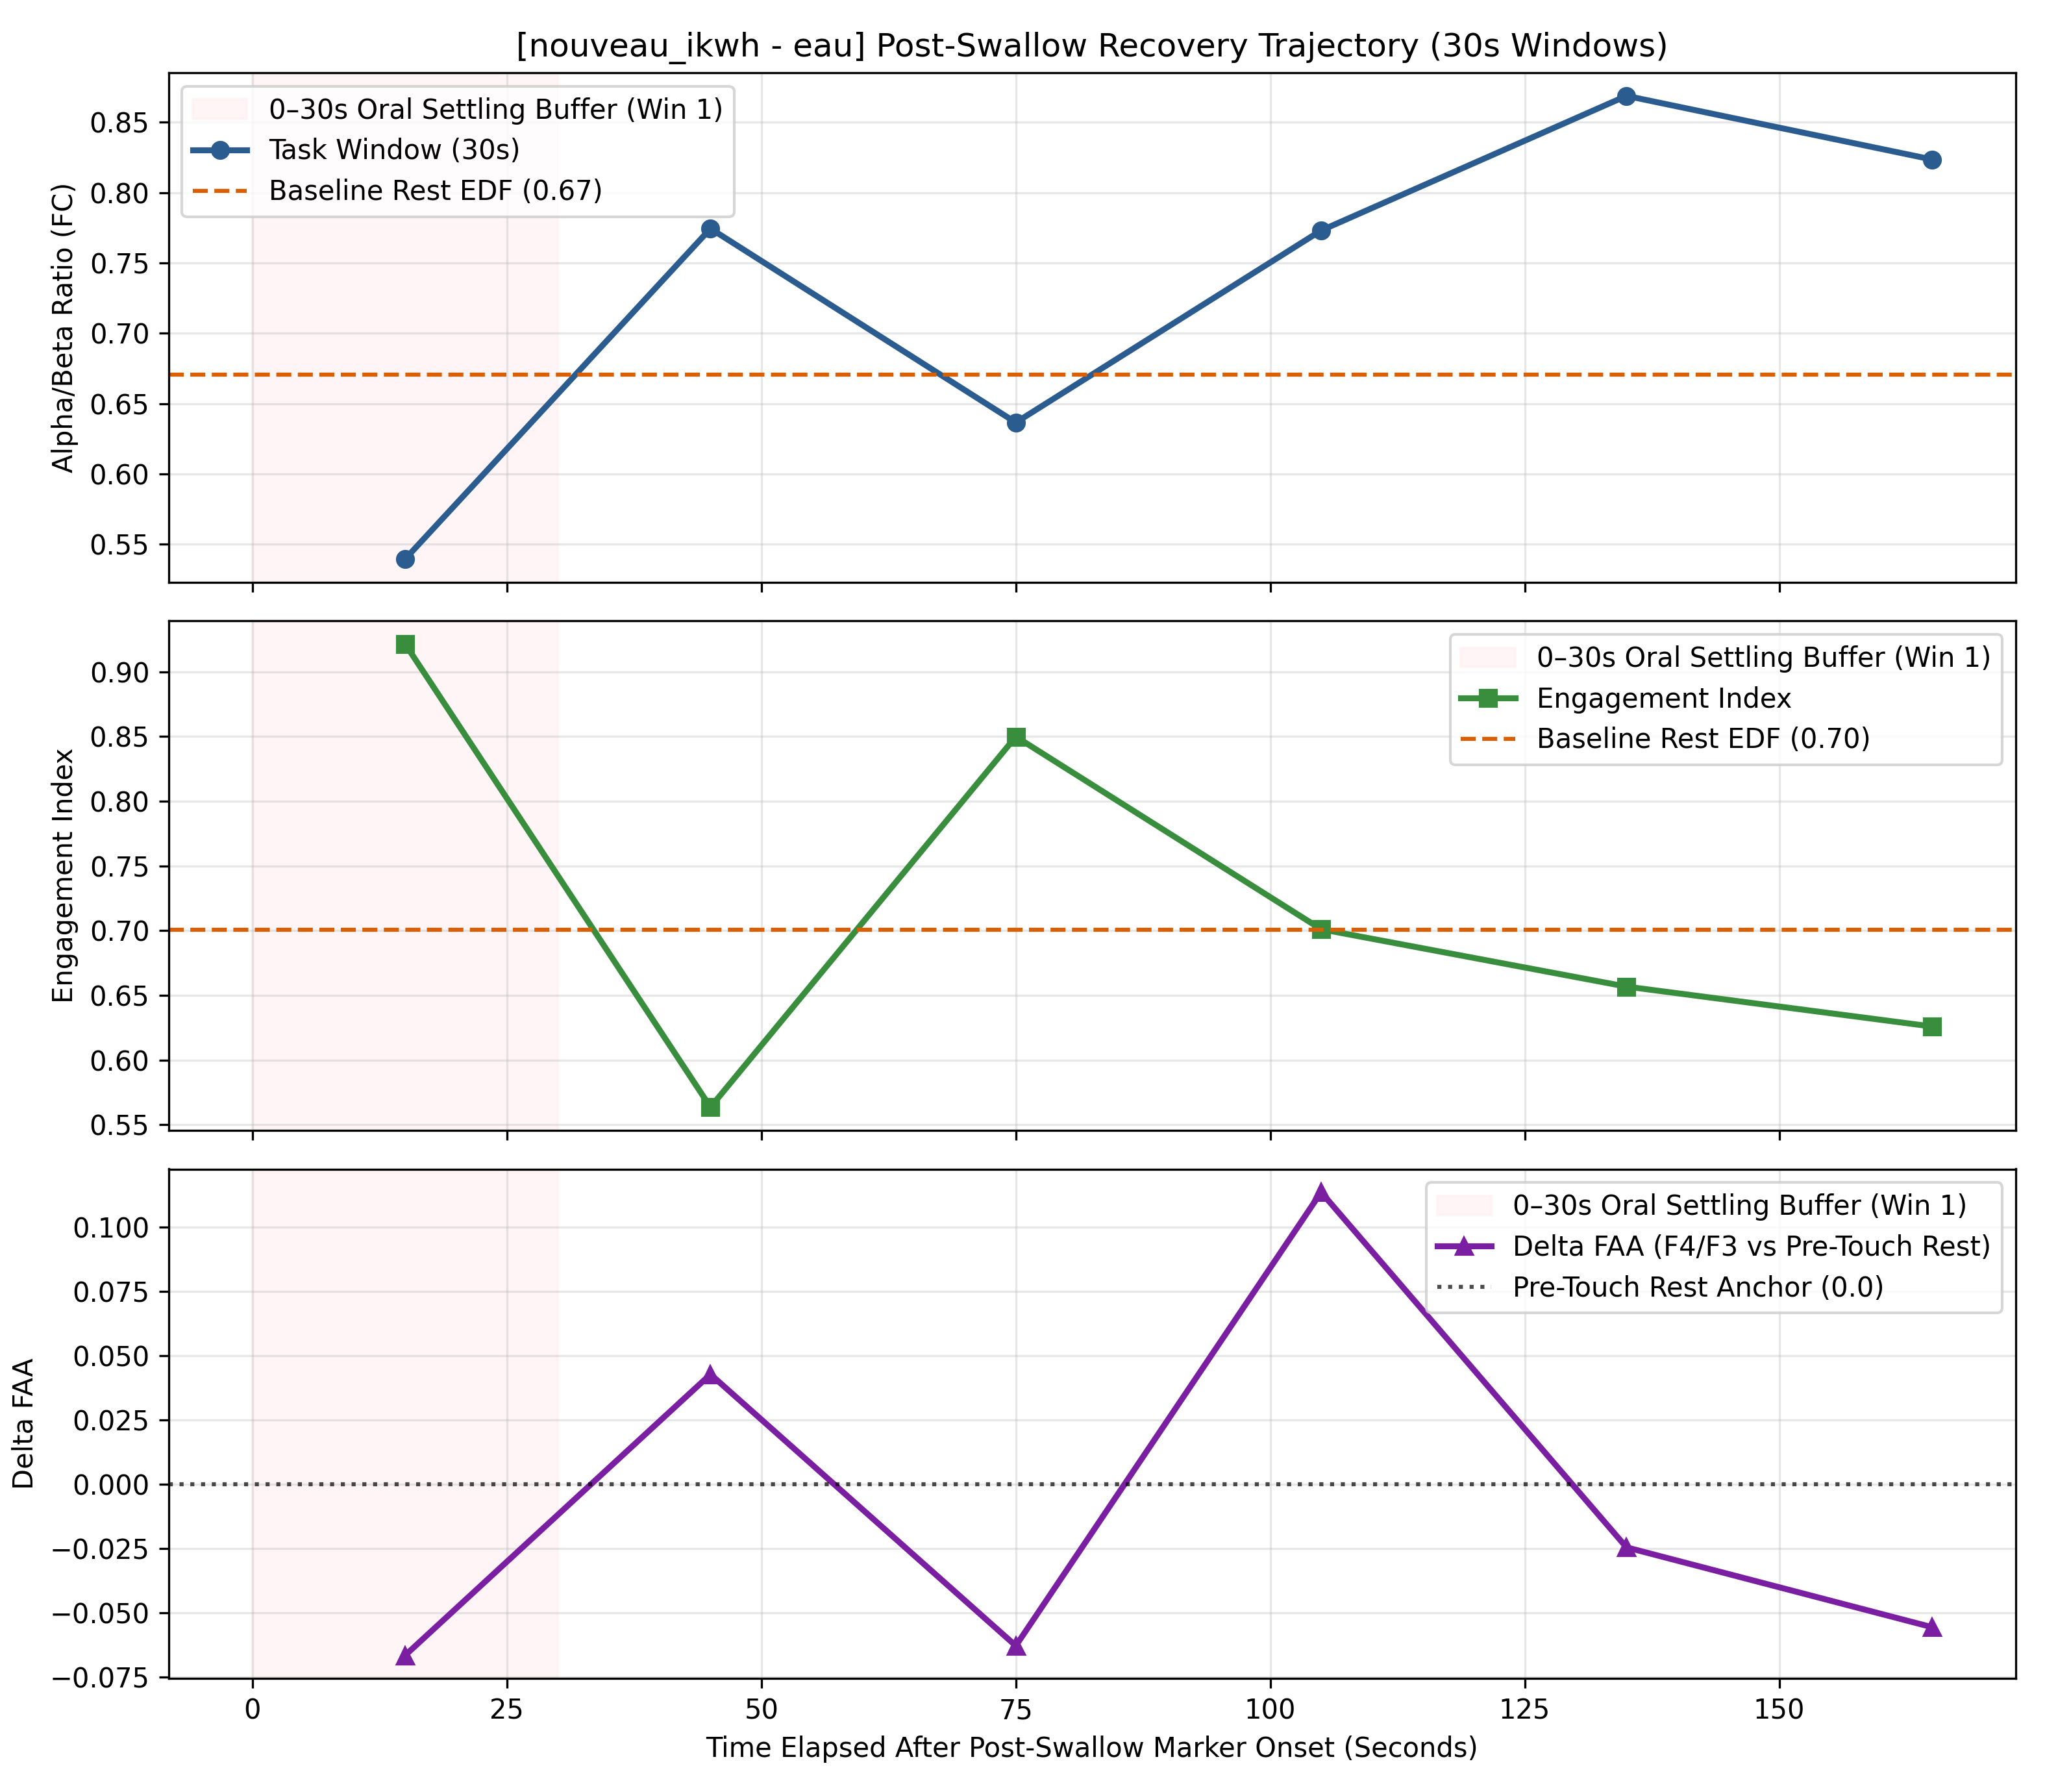 [nouveau_ikwh - eau] Post-Swallow Recovery Trajectory (30s Windows)
Alpha/Beta Ratio (FC)
0.85
0.80
0.75
0.70
0.65
0.60
0.55
0–30s Oral Settling Buffer (Win 1)
Task Window (30s)
Baseline Rest EDF (0.67)
Engagement Index
0.90
0.85
0.80
0.75
0.70
0.65
0.60
0.55
0–30s Oral Settling Buffer (Win 1)
Engagement Index
Baseline Rest EDF (0.70)
Delta FAA
0.100
0.075
0.050
0.025
0.000
−0.025
−0.050
−0.075
0–30s Oral Settling Buffer (Win 1)
Delta FAA (F4/F3 vs Pre-Touch Rest)
Pre-Touch Rest Anchor (0.0)
0 25 50 75 100 125 150
Time Elapsed After Post-Swallow Marker Onset (Seconds)